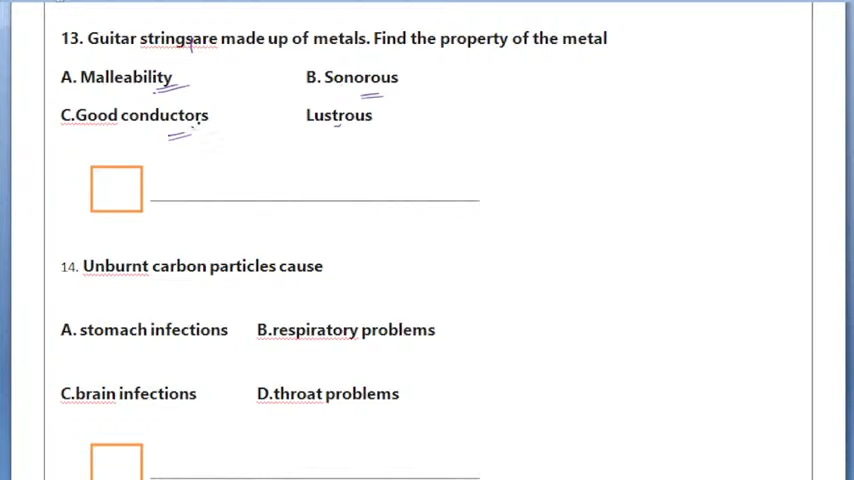 13. Guitar stringsare made up of metals. Find the property of the metal
A. Malleability B. Sonorous
C.Good conductors Lustrous
14. Unburnt carbon particles cause
A. stomach infections B.respiratory problems
C.brain infections D.throat problems